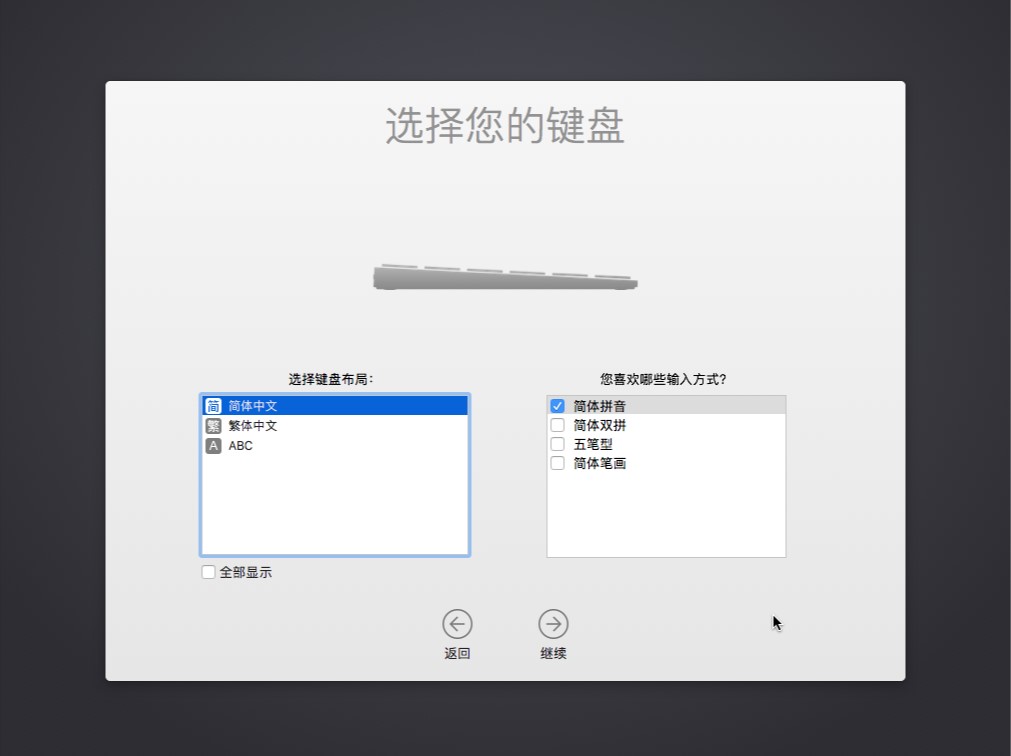 选择您的键盘
选择键盘布局:
简 简体中文
繁 繁体中文
A ABC
全部显示
您喜欢哪些输入方式?
简体拼音
简体双拼
五笔型
简体笔画
返回
继续